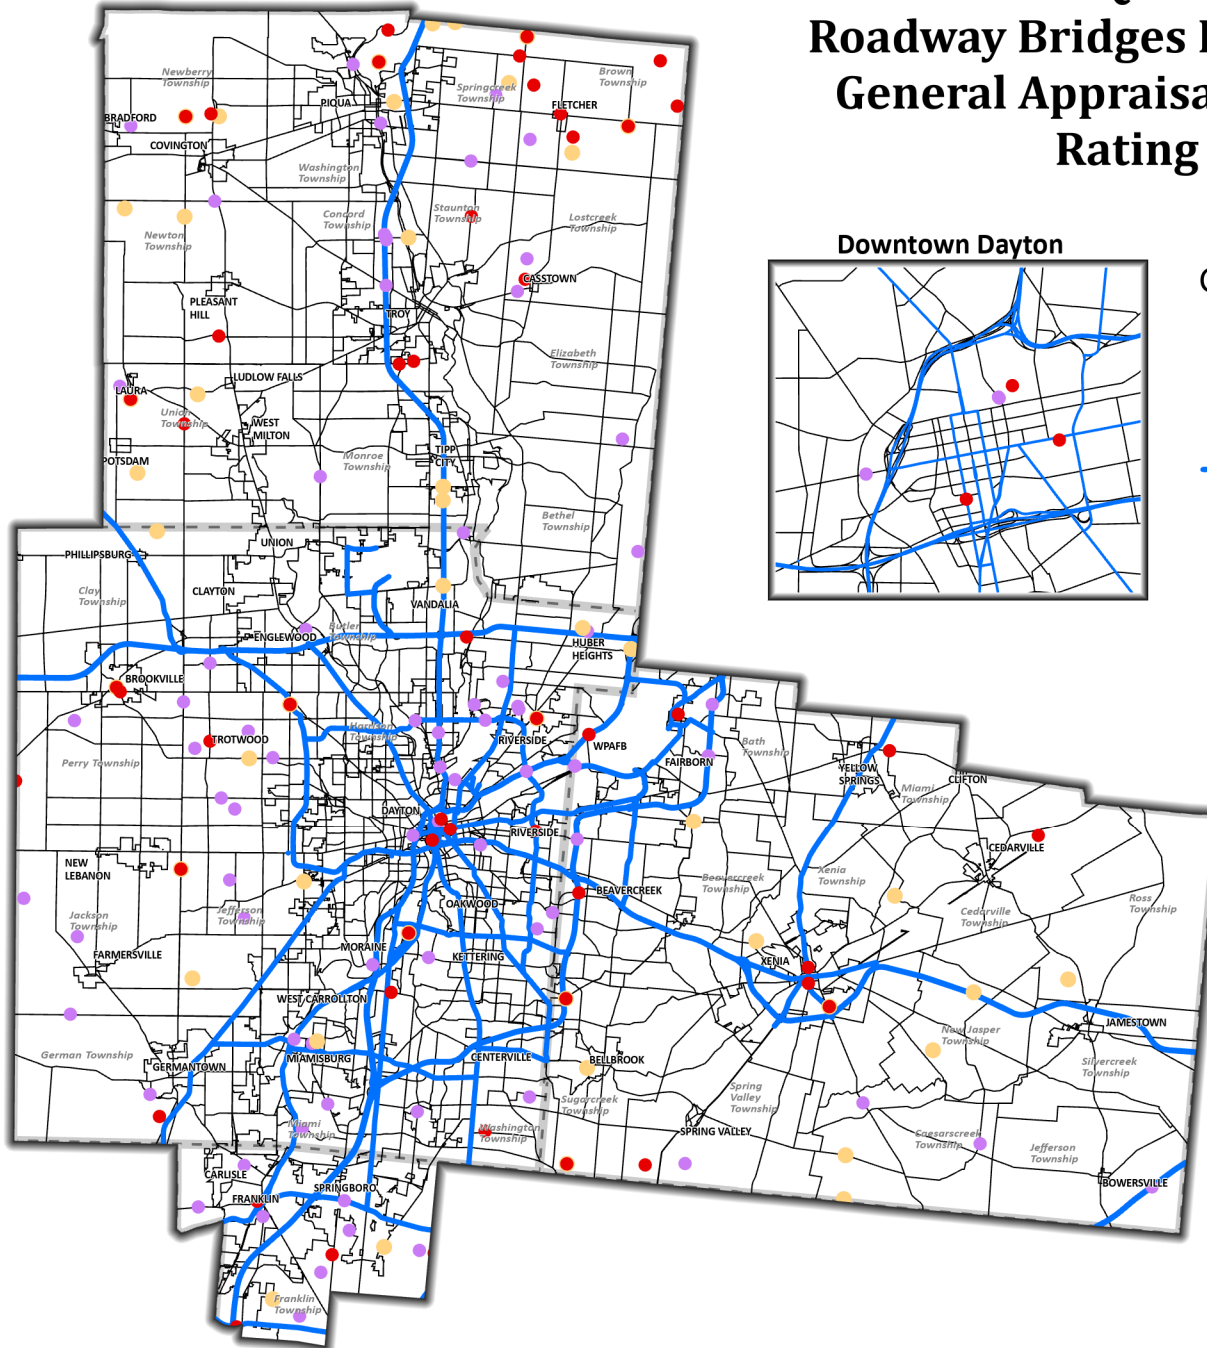 Roadway Bridges
General Appraisa
Rating
Downtown Dayton
Newberry
Township
Springcreek
Township
Brown
Township
PIQUA
FLETCHER
BRADFORD
COVINGTON
Washington
Township
Concord
Township
Staunton
Township
Lostcreek
Township
Newton
Township
CASSTOWN
PLEASANT
HILL
TROY
Elizabeth
Township
LUDLOW FALLS
LAURA
Union
Township
WEST
MILTON
TIPP
CITY
POTSDAM
Monroe
Township
Bethel
Township
UNION
PHILLIPSBURG
Clay
Township
CLAYTON
VANDALIA
Butler
Township
ENGLEWOOD
HUBER
HEIGHTS
BROOKVILLE
Harrison
Township
TROTWOOD
RIVERSIDE
WPAFB
Bath
Township
Perry Township
FAIRBORN
YELLOW
SPRINGS
CLIFTON
Miami
Township
DAYTON
RIVERSIDE
CEDARVILLE
NEW
LEBANON
Beavercreek
Township
Xenia
Township
BEAVERCREEK
OAKWOOD
Ross
Township
Jackson
Township
Jefferson
Township
Cedarville
Township
MORAINE
FARMERSVILLE
KETTERING
XENIA
WEST CARROLLTON
JAMESTOWN
New Jasper
Township
German Township
MIAMISBURG
CENTERVILLE
BELLBROOK
GERMANTOWN
Silvercreek
Township
Spring
Valley
Township
Sugarcreek
Township
Miami
Township
Washington
Township
SPRING VALLEY
Caesarscreek
Township
Jefferson
Township
CARLISLE
BOWERSVILLE
SPRINGBORO
FRANKLIN
Franklin
Township